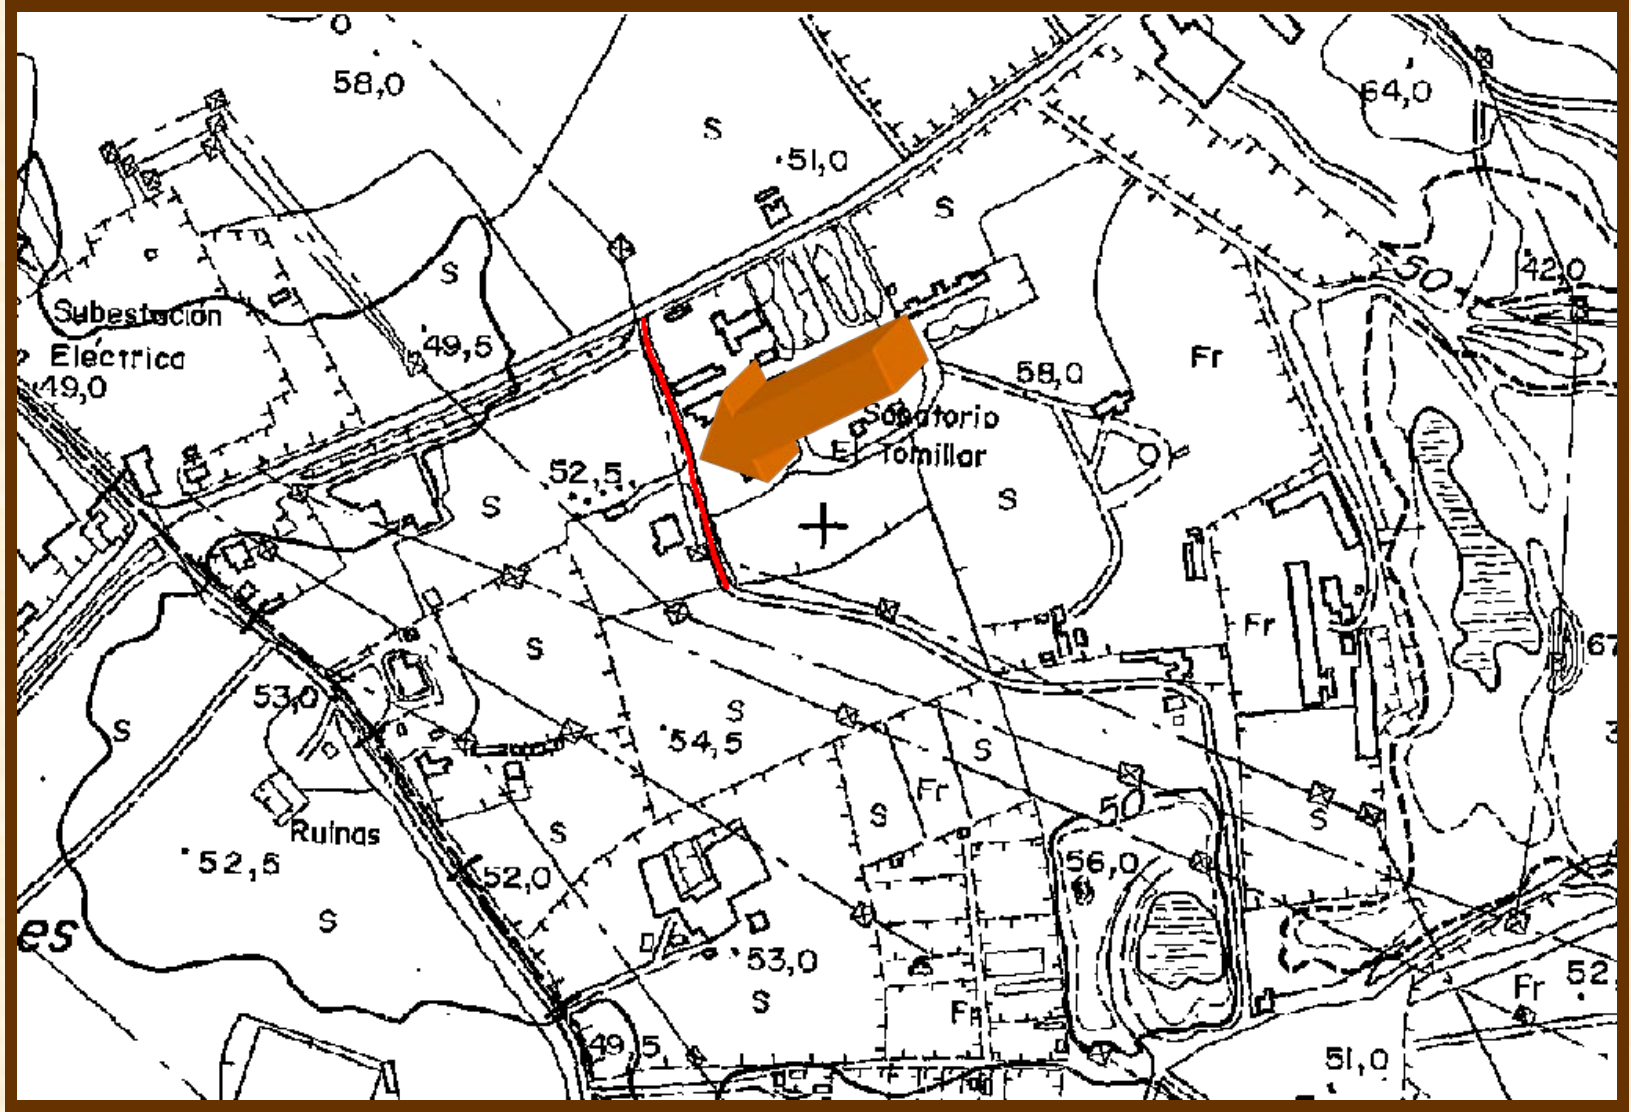 58,0
S
51,0
64,0
S
S
50
42,0
Subestación
Eléctrica
49,5
49,0
Fr
58,0
Sanatorio
El Tomillar
52,5
S
S
Fr
S
67
53,0
S
S
54,5
S
Fr
50
S
S
S
Ruinas
52,5
52,0
56,0
S
es
53,0
S
Fr
Fr
52,
49,5
51,0